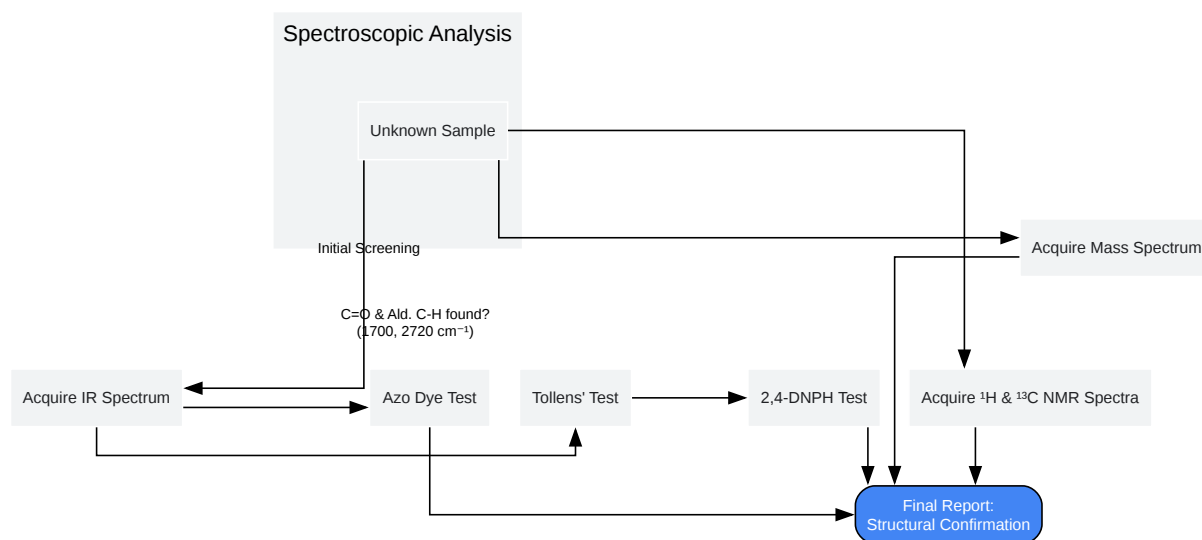 Spectroscopic Analysis
Unknown Sample
Initial Screening
Acquire Mass Spectrum
C=O & Ald. C-H found?
(1700, 2720 cm⁻¹)
Acquire IR Spectrum
Azo Dye Test
Tollens' Test
2,4-DNPH Test
Acquire ¹H & ¹³C NMR Spectra
Final Report:
Structural Confirmation